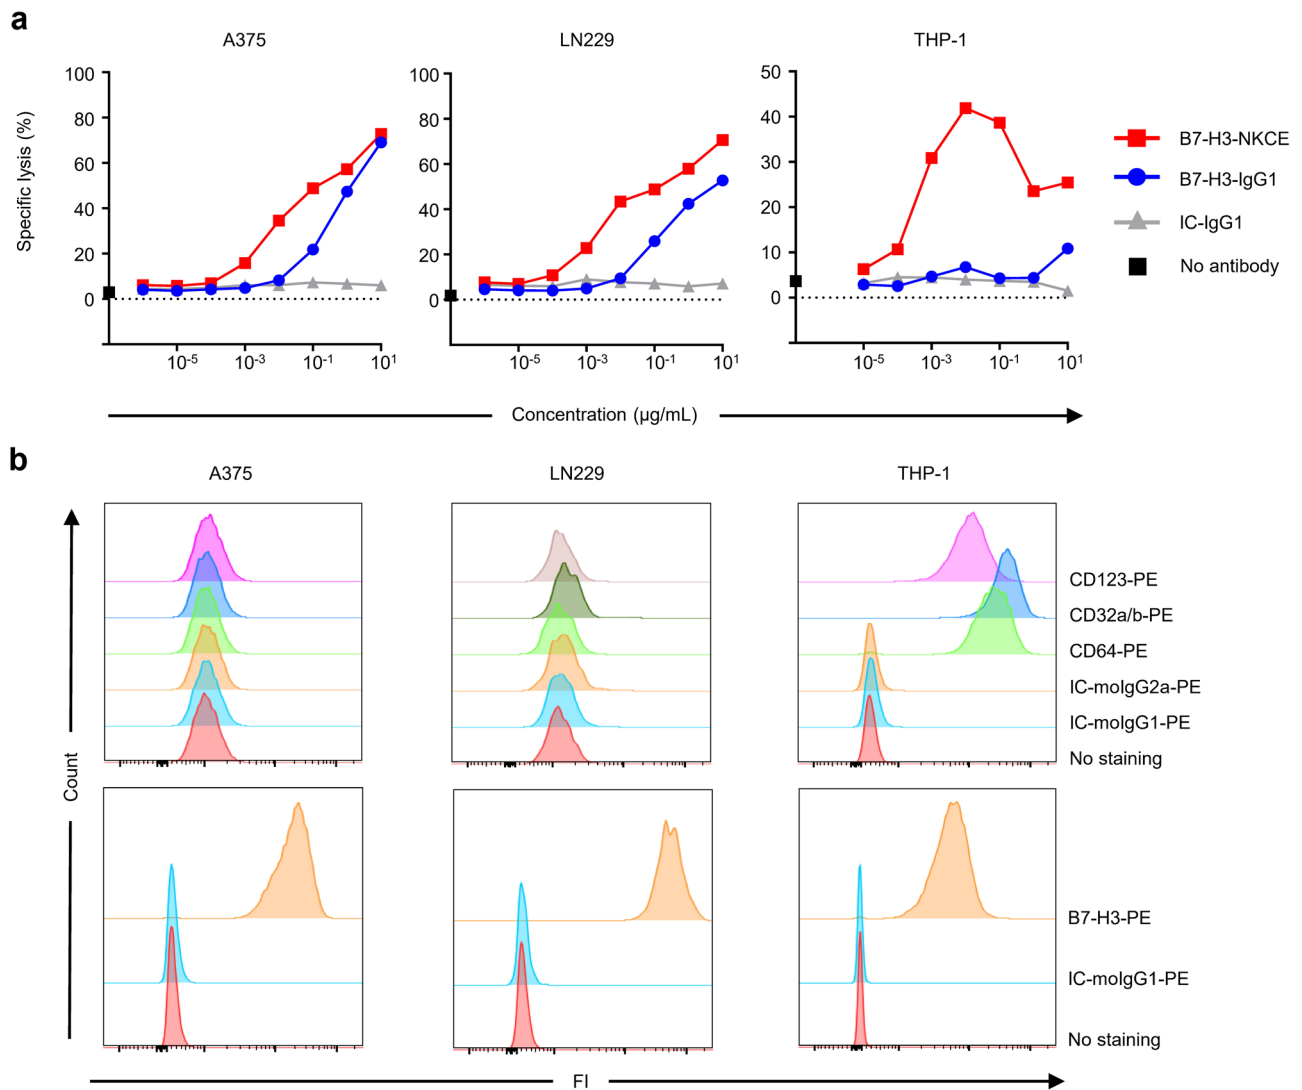 a
A375
LN229
THP-1
Specific lysis (%)
100
80
60
40
20
0
10-5
10-3
10-1
101
100
80
60
40
20
0
10-5
10-3
10-1
101
50
40
30
20
10
0
10-5
10-3
10-1
101
B7-H3-NKCE
B7-H3-IgG1
IC-IgG1
No antibody
Concentration (μg/mL)
b
A375
LN229
THP-1
CD123-PE
CD32a/b-PE
CD64-PE
IC-moIgG2a-PE
IC-moIgG1-PE
No staining
Count
B7-H3-PE
IC-moIgG1-PE
No staining
FI